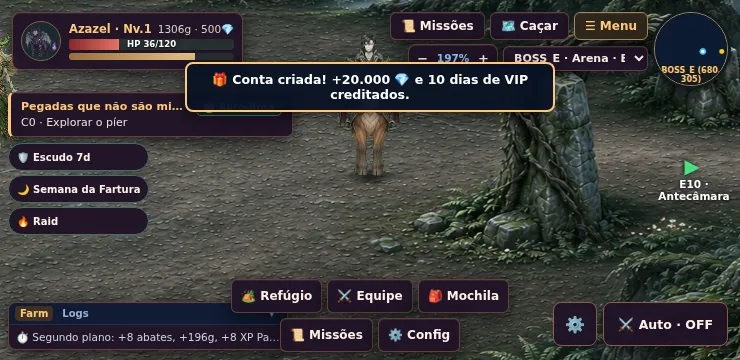 Azazel · Nv.1 1306g · 500💎
HP 36/120
📜 Missões
🗺️ Caçar
☰ Menu
− 197% +
BOSS_E · Arena · E
BOSS_E (680,
305)
🎁 Conta criada! +20.000 💎 e 10 dias de VIP
creditados.
Pegadas que não são mi...
C0 · Explorar o píer
🛡️ Escudo 7d
🌙 Semana da Fartura
🔥 Raid
E10 ·
Antecâmara
🏕️ Refúgio
⚔️ Equipe
🎒 Mochila
Farm Logs
⏱️ Segundo plano: +8 abates, +196g, +8 XP Pa...
📜 Missões
⚙️ Config
⚔️ Auto · OFF